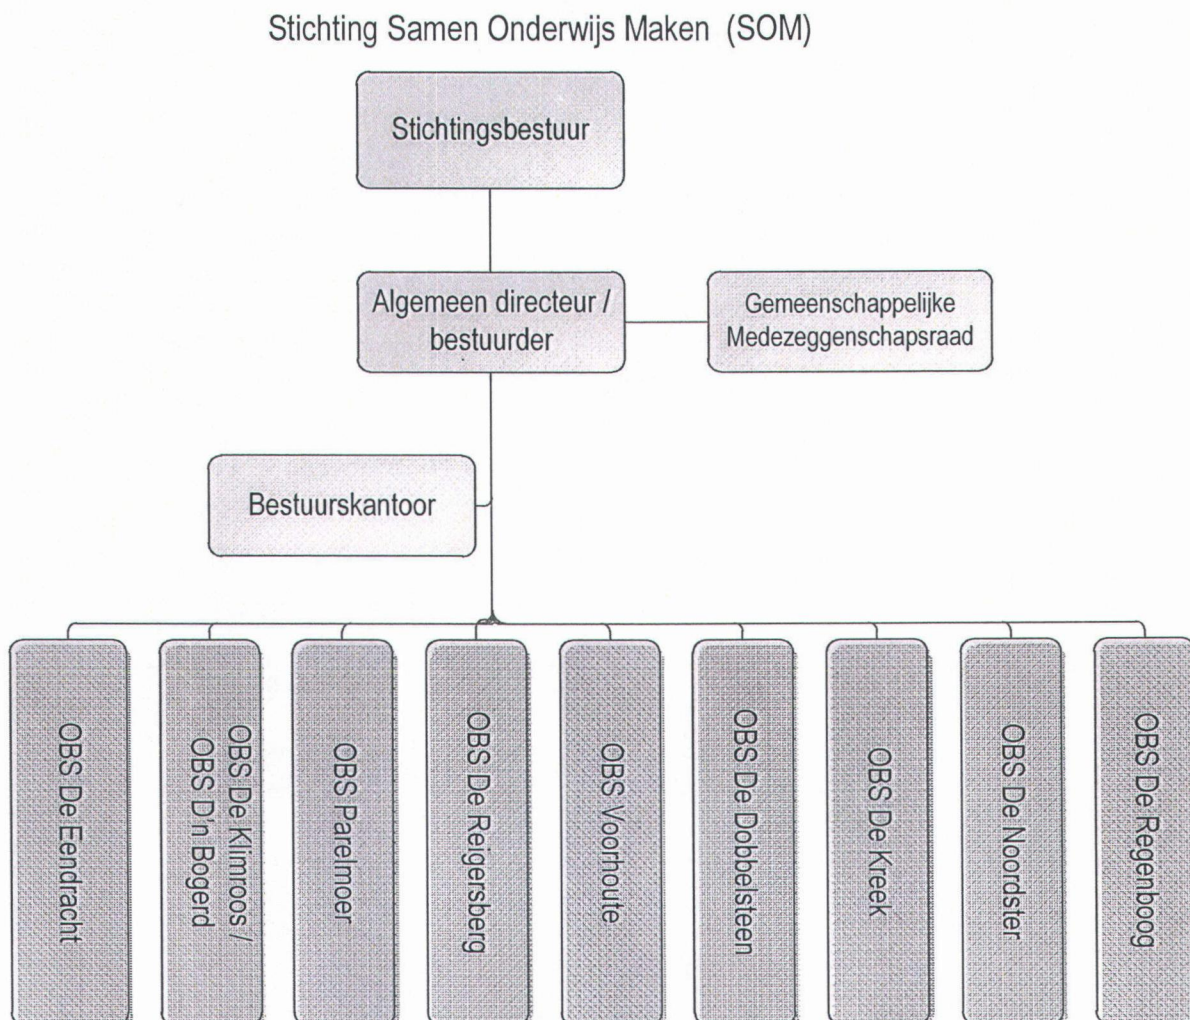 Stichting Samen Onderwijs Maken (SOM)
Stichtingsbestuur
Algemeen directeur /
bestuurder
Gemeenschappelijke
Medezeggenschapsraad
Bestuurskantoor
OBS De Eendracht
OBS De Klimroos /
OBS D'n Bogerd
OBS Parelmoer
OBS De Reigersberg
OBS Voorhoute
OBS De Dobbelsteen
OBS De Kreek
OBS De Noordster
OBS De Regenboog